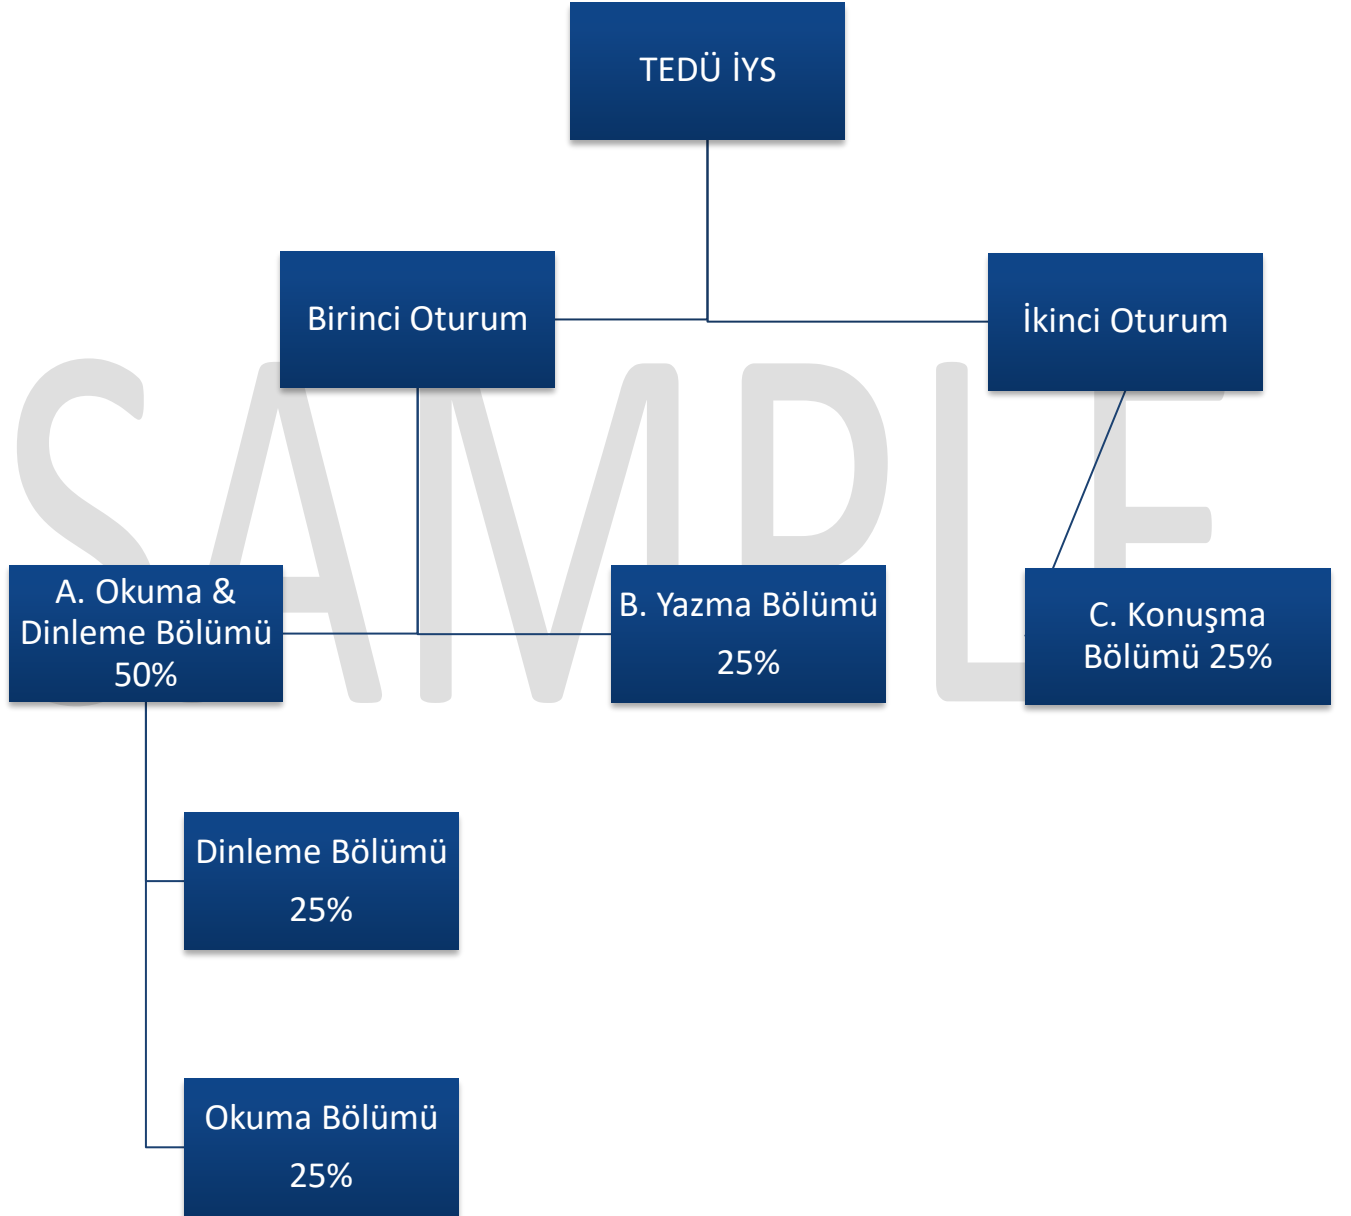 TEDÜ İYS
Birinci Oturum
İkinci Oturum
SAMPLE
A. Okuma &
Dinleme Bölümü
50%
B. Yazma Bölümü
25%
C. Konuşma
Bölümü 25%
Dinleme Bölümü
25%
Okuma Bölümü
25%